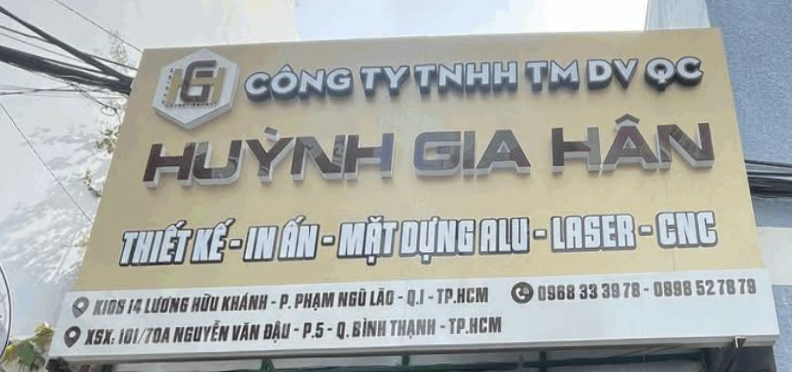 CÔNG TY TNHH TM DV QC
HUỲNH GIA HÂN
THIẾT KẾ - IN ẤN - MẶT DỰNG ALU - LASER - CNC
KIOS 14 LƯƠNG HỮU KHÁNH - P. PHẠM NGŨ LÃO - Q.1 - TP.HCM
0968 33 39 78 - 0898 52 78 79
XSX: 101/70A NGUYỄN VĂN ĐẬU - P.5 - Q. BÌNH THẠNH - TP.HCM